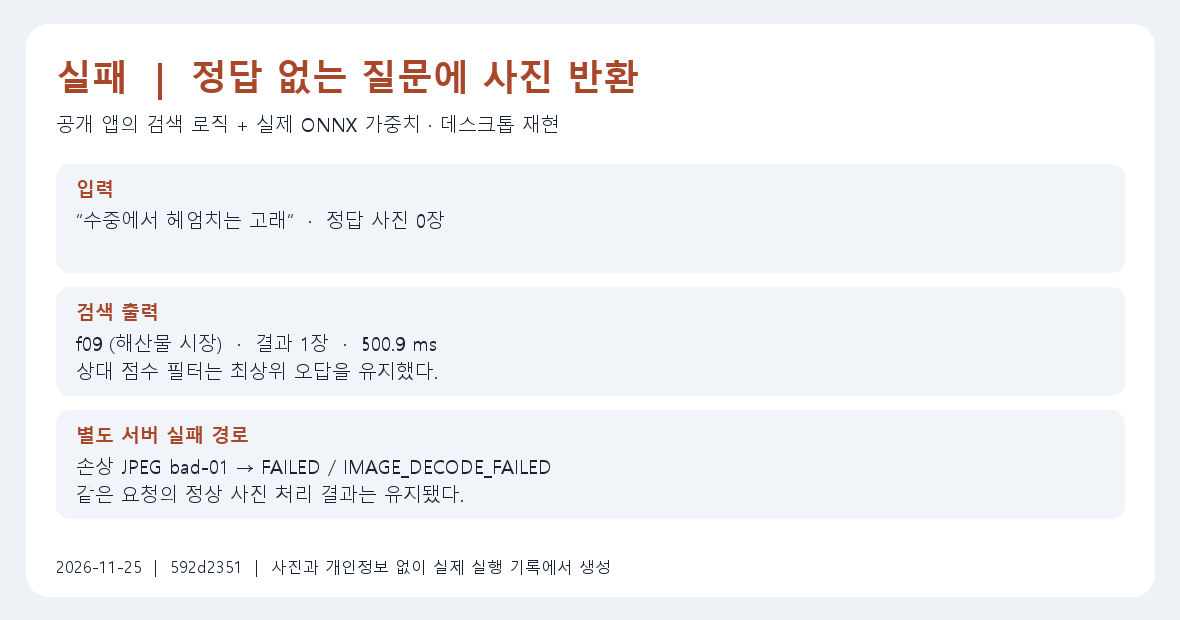 실패 | 정답 없는 질문에 사진 반환
공개 앱의 검색 로직 + 실제 ONNX 가중치 · 데스크톱 재현
입력
“수중에서 헤엄치는 고래” · 정답 사진 0장
검색 출력
f09 (해산물 시장) · 결과 1장 · 500.9 ms
상대 점수 필터는 최상위 오답을 유지했다.
별도 서버 실패 경로
손상 JPEG bad-01 → FAILED / IMAGE_DECODE_FAILED
같은 요청의 정상 사진 처리 결과는 유지됐다.
2026-11-25 | 592d2351 | 사진과 개인정보 없이 실제 실행 기록에서 생성